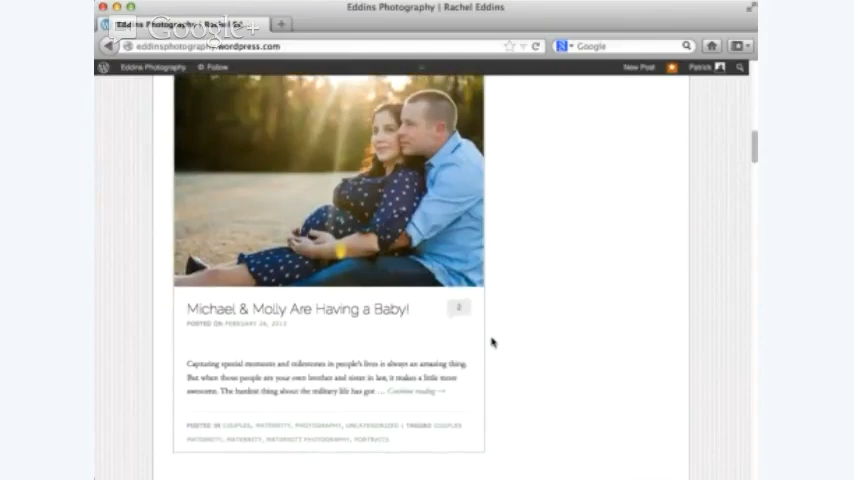 Eddins Photography | Rachel Eddins
Eddins Photography | Rachel Ed
Google+
eddinsphotography.wordpress.com
Google
Eddins Photography Follow New Post Patrick
Michael & Molly Are Having a Baby!
2
POSTED ON FEBRUARY 26, 2013
Capturing special moments and milestones in people's lives is always an amazing thing.
But when those people are your own brother and sister in law, it makes a little more
awesome. The hardest thing about the military life has got … Continue reading →
POSTED IN COUPLES, MATERNITY, PHOTOGRAPHY, UNCATEGORIZED | TAGGED COUPLES
MATERNITY, MATERNITY, MATERNITY PHOTOGRAPHY, PORTRAITS